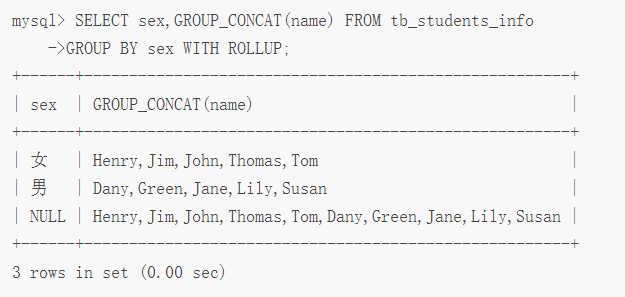 mysql> SELECT sex,GROUP_CONCAT(name) FROM tb_students_info
    ->GROUP BY sex WITH ROLLUP;
+------+------------------------------------------------------+
| sex  | GROUP_CONCAT(name)                                   |
+------+------------------------------------------------------+
| 女   | Henry,Jim,John,Thomas,Tom                            |
| 男   | Dany,Green,Jane,Lily,Susan                           |
| NULL | Henry,Jim,John,Thomas,Tom,Dany,Green,Jane,Lily,Susan |
+------+------------------------------------------------------+
3 rows in set (0.00 sec)